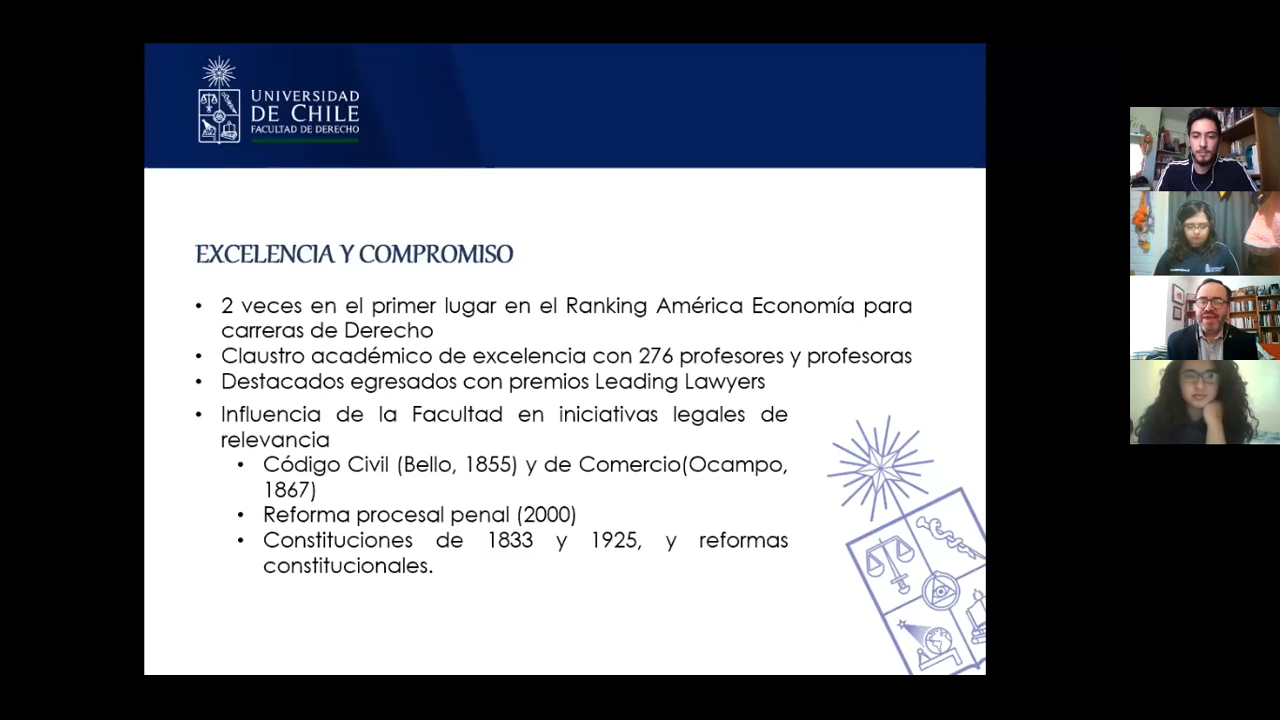 UNIVERSIDAD
DE CHILE
FACULTAD DE DERECHO
EXCELENCIA Y COMPROMISO
• 2 veces en el primer lugar en el Ranking América Economía para
carreras de Derecho
• Claustro académico de excelencia con 276 profesores y profesoras
• Destacados egresados con premios Leading Lawyers
• Influencia de la Facultad en iniciativas legales de
relevancia
• Código Civil (Bello, 1855) y de Comercio(Ocampo,
1867)
• Reforma procesal penal (2000)
• Constituciones de 1833 y 1925, y reformas
constitucionales.